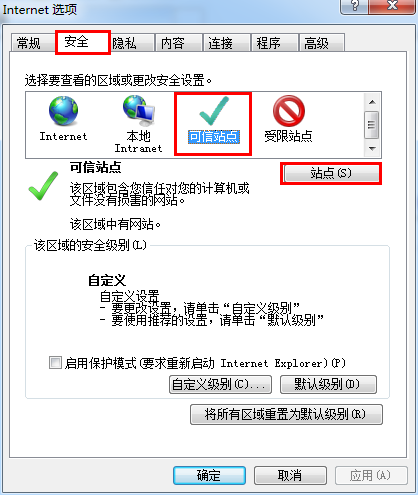 Internet 选项
常规 安全 隐私 内容 连接 程序 高级
选择要查看的区域或更改安全设置。
Internet 本地 Intranet 可信站点 受限站点
可信站点
站点(S)
该区域包含您信任对您的计算机或
文件没有损害的网站。
该区域中有网站。
该区域的安全级别(L)
自定义
自定义设置
- 要更改设置，请单击“自定义级别”
- 要使用推荐的设置，请单击“默认级别”
启用保护模式(要求重新启动 Internet Explorer)(P)
自定义级别(C)... 默认级别(D)
将所有区域重置为默认级别(R)
确定 取消 应用(A)